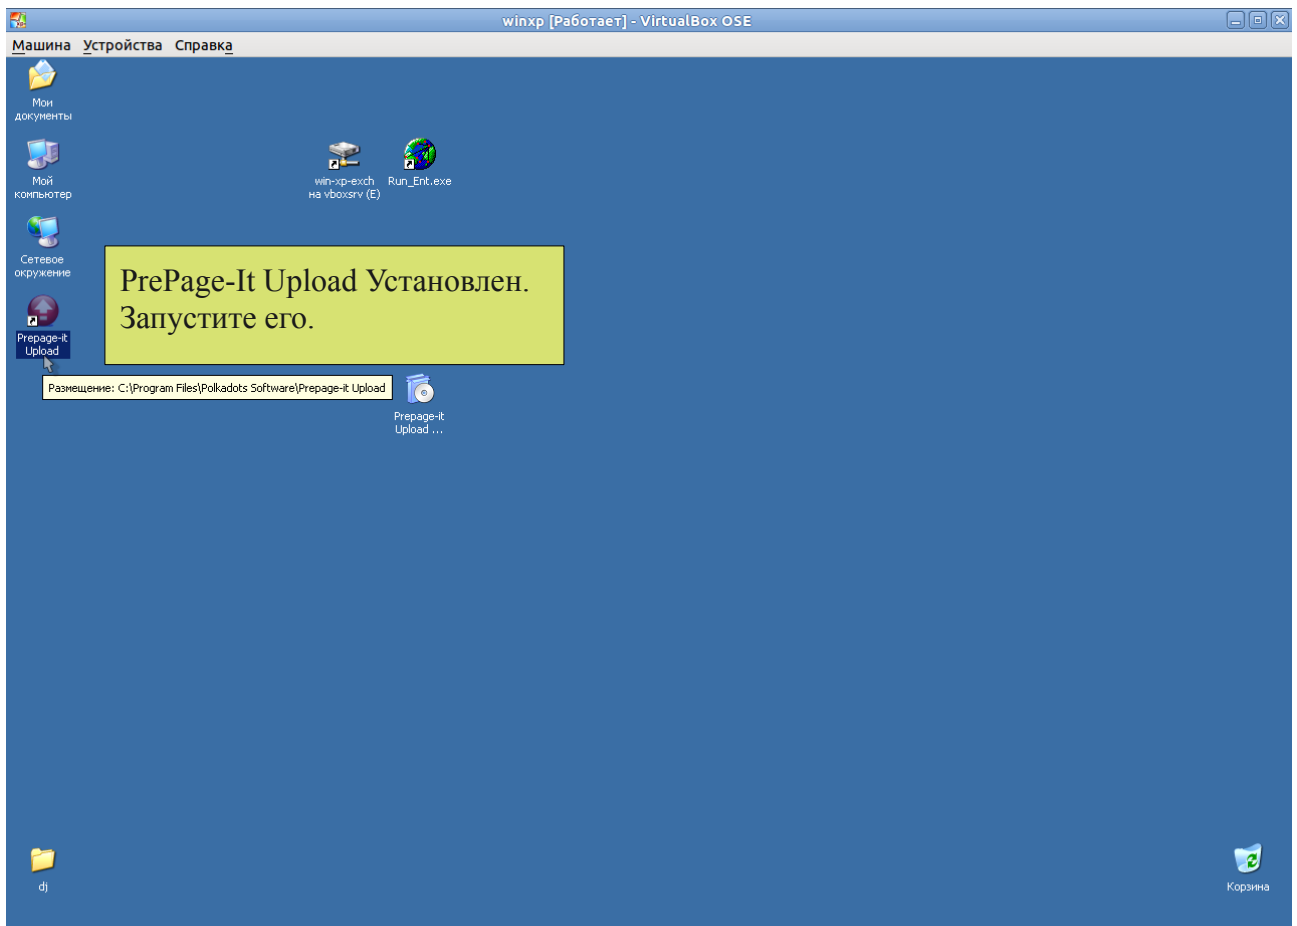 winxp [Работает] - VirtualBox OSE
Машина Устройства Справка
Мои
документы
Мой
компьютер
win-xp-exch
на vboxsrv (E)
Run_Ent.exe
Сетевое
окружение
PrePage-It Upload Установлен.
Запустите его.
Prepage-it
Upload
Размещение: C:\Program Files\Polkadots Software\Prepage-it Upload
Prepage-it
Upload ...
dj
Корзина